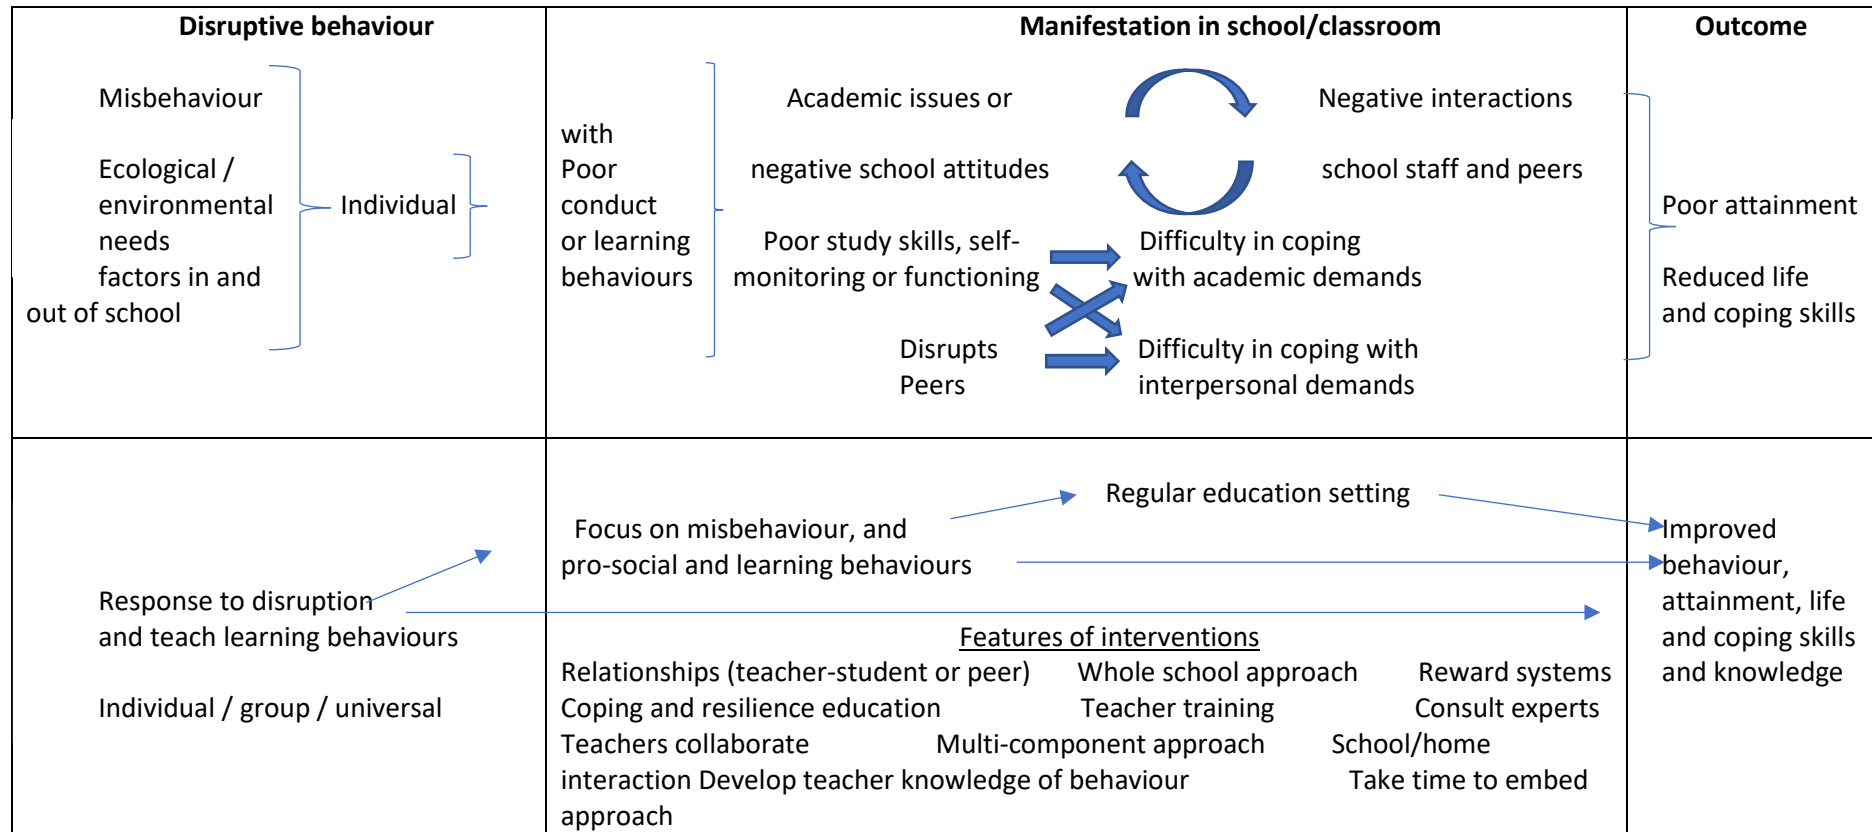 Disruptive behaviour
Manifestation in school/classroom
Outcome
Misbehaviour
Ecological /
environmental
needs
factors in and
out of school
Individual
with
Poor
conduct
or learning
behaviours
Academic issues or
negative school attitudes
Poor study skills, self-
monitoring or functioning
Disrupts
Peers
Negative interactions
school staff and peers
Difficulty in coping
with academic demands
Difficulty in coping with
interpersonal demands
Poor attainment
Reduced life
and coping skills
Response to disruption
and teach learning behaviours
Individual / group / universal
Regular education setting
Focus on misbehaviour, and
pro-social and learning behaviours
Features of interventions
Relationships (teacher-student or peer) Whole school approach Reward systems
Coping and resilience education Teacher training Consult experts
Teachers collaborate Multi-component approach School/home
interaction Develop teacher knowledge of behaviour Take time to embed
approach
Improved
behaviour,
attainment, life
and coping skills
and knowledge